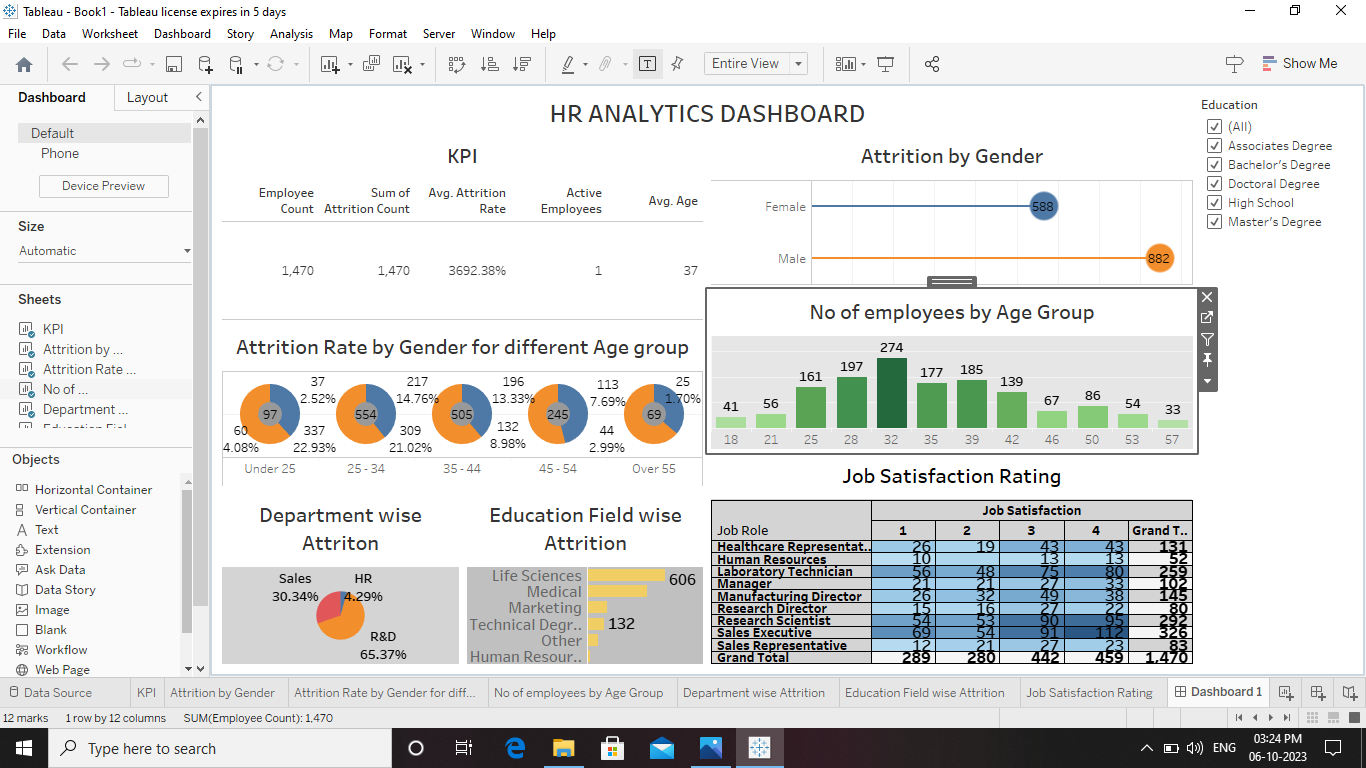 Tableau - Book1 - Tableau license expires in 5 days
File Data Worksheet Dashboard Story Analysis Map Format Server Window Help
Entire View
Show Me
Dashboard Layout
Default
Phone
Device Preview
Size
Automatic
Sheets
KPI
Attrition by ...
Attrition Rate ...
No of ...
Department ...
Objects
Horizontal Container
Vertical Container
Text
Extension
Ask Data
Data Story
Image
Blank
Workflow
Web Page
HR ANALYTICS DASHBOARD
KPI
Employee Sum of Avg. Attrition Active Avg. Age
Count Attrition Count Rate Employees
1,470 1,470 3692.38% 1 37
Attrition by Gender
Female 588
Male 882
Education
(All)
Associates Degree
Bachelor's Degree
Doctoral Degree
High School
Master's Degree
Attrition Rate by Gender for different Age group
37 217 196 113 25
2.52% 14.76% 13.33% 7.69% 1.70%
97 554 505 245 69
60 337 309 132 44
4.08% 22.93% 21.02% 8.98% 2.99%
Under 25 25 - 34 35 - 44 45 - 54 Over 55
No of employees by Age Group
41 56 161 197 274 177 185 139 67 86 54 33
18 21 25 28 32 35 39 42 46 50 53 57
Department wise
Attriton
Sales HR
30.34% 4.29%
R&D
65.37%
Education Field wise
Attrition
Life Sciences 606
Medical
Marketing
Technical Degr.. 132
Other
Human Resour..
Job Satisfaction Rating
Job Satisfaction
Job Role 1 2 3 4 Grand T..
Healthcare Representat.. 26 19 43 43 131
Human Resources 10 13 13 52
Laboratory Technician 56 48 75 80 259
Manager 21 21 27 33 102
Manufacturing Director 26 32 49 38 145
Research Director 15 16 27 22 80
Research Scientist 54 53 90 95 292
Sales Executive 69 54 91 112 326
Sales Representative 12 21 27 23 83
Grand Total 289 280 442 459 1,470
Data Source KPI Attrition by Gender Attrition Rate by Gender for diff... No of employees by Age Group Department wise Attrition Education Field wise Attrition Job Satisfaction Rating Dashboard 1
12 marks 1 row by 12 columns SUM(Employee Count): 1,470
Type here to search
ENG
03:24 PM
06-10-2023